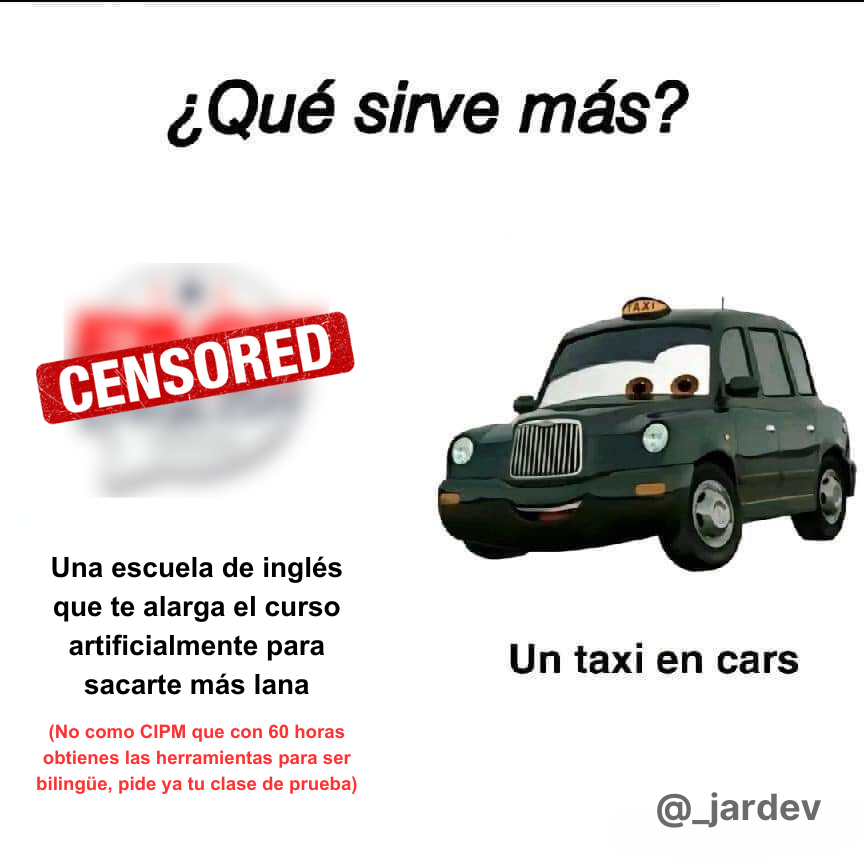 ¿Qué sirve más?
CENSORED
TAXI
Una escuela de inglés
que te alarga el curso
artificialmente para
sacarte más lana
(No como CIPM que con 60 horas
obtienes las herramientas para ser
bilingüe, pide ya tu clase de prueba)
Un taxi en cars
@_jardev